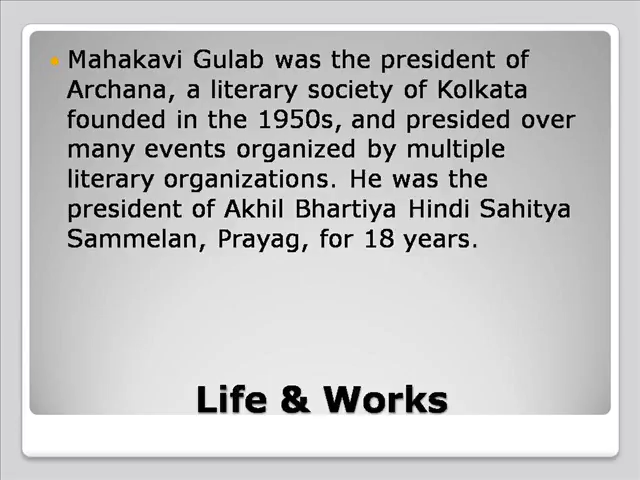 Mahakavi Gulab was the president of
Archana, a literary society of Kolkata
founded in the 1950s, and presided over
many events organized by multiple
literary organizations. He was the
president of Akhil Bhartiya Hindi Sahitya
Sammelan, Prayag, for 18 years.
Life & Works